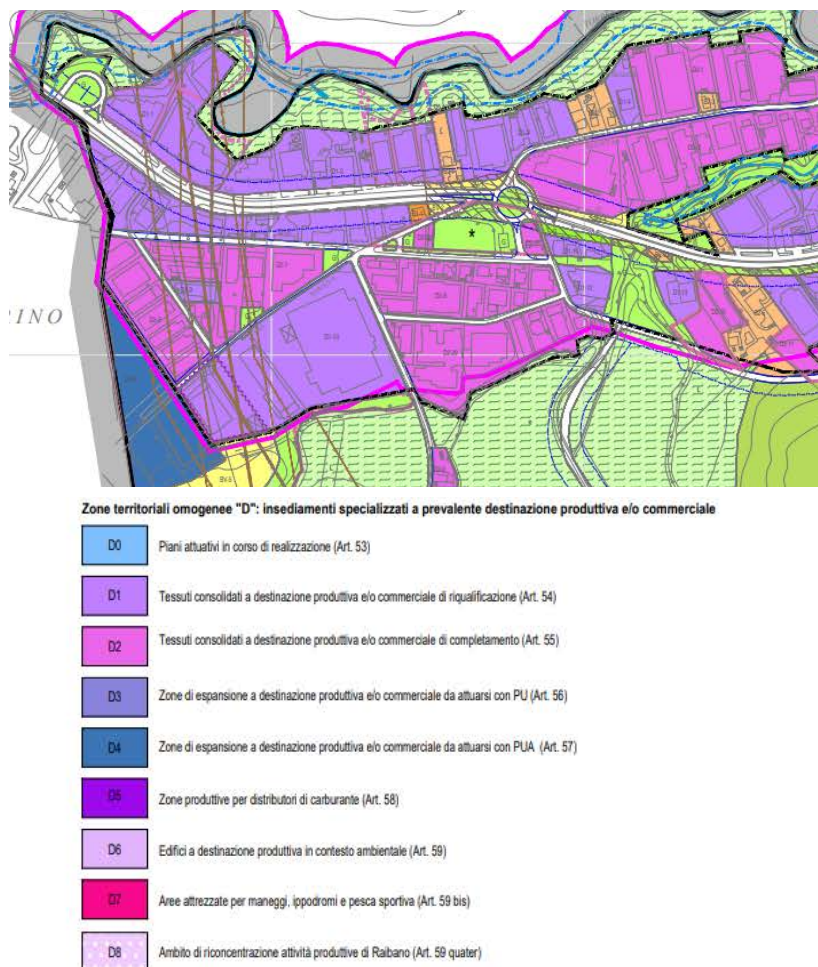 INO
Zone territoriali omogenee "D": insediamenti specializzati a prevalente destinazione produttiva e/o commerciale
D0 Piani attuativi in corso di realizzazione (Art. 53)
D1 Tessuti consolidati a destinazione produttiva e/o commerciale di riqualificazione (Art. 54)
D2 Tessuti consolidati a destinazione produttiva e/o commerciale di completamento (Art. 55)
D3 Zone di espansione a destinazione produttiva e/o commerciale da attuarsi con PU (Art. 56)
D4 Zone di espansione a destinazione produttiva e/o commerciale da attuarsi con PUA (Art. 57)
D5 Zone produttive per distributori di carburante (Art. 58)
D6 Edifici a destinazione produttiva in contesto ambientale (Art. 59)
D7 Aree attrezzate per maneggi, ippodromi e pesca sportiva (Art. 59 bis)
D8 Ambito di riconcentrazione attività produttive di Raibano (Art. 59 quater)